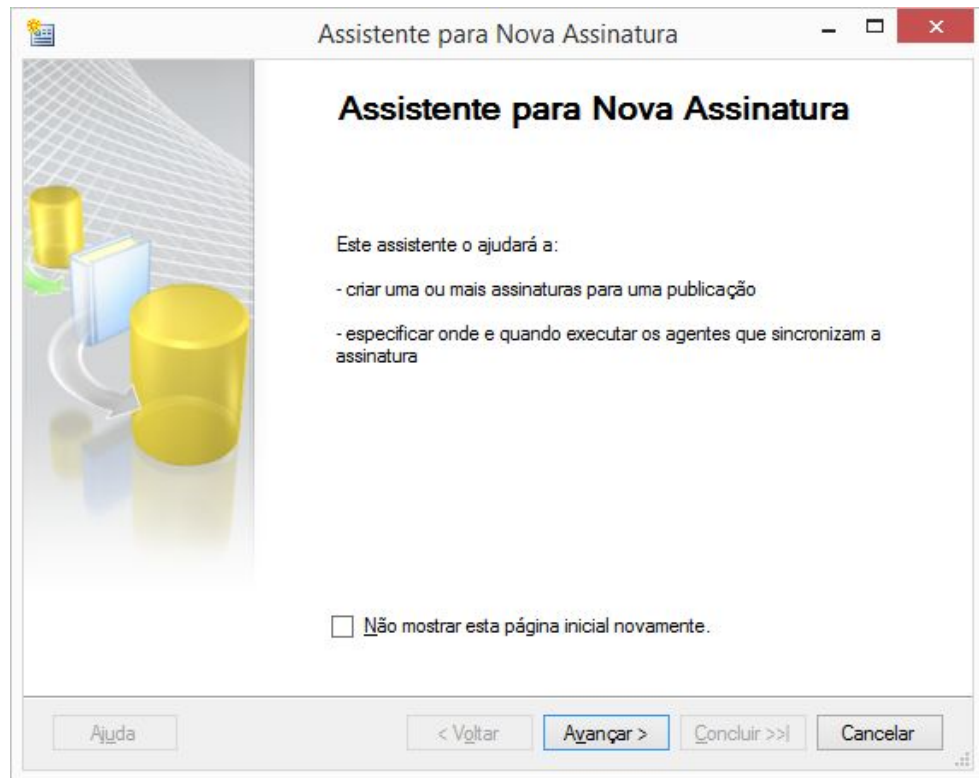 Assistente para Nova Assinatura
Assistente para Nova Assinatura
Este assistente o ajudará a:
- criar uma ou mais assinaturas para uma publicação
- especificar onde e quando executar os agentes que sincronizam a
assinatura
Não mostrar esta página inicial novamente.
Ajuda
< Voltar
Avançar >
Concluir >>|
Cancelar